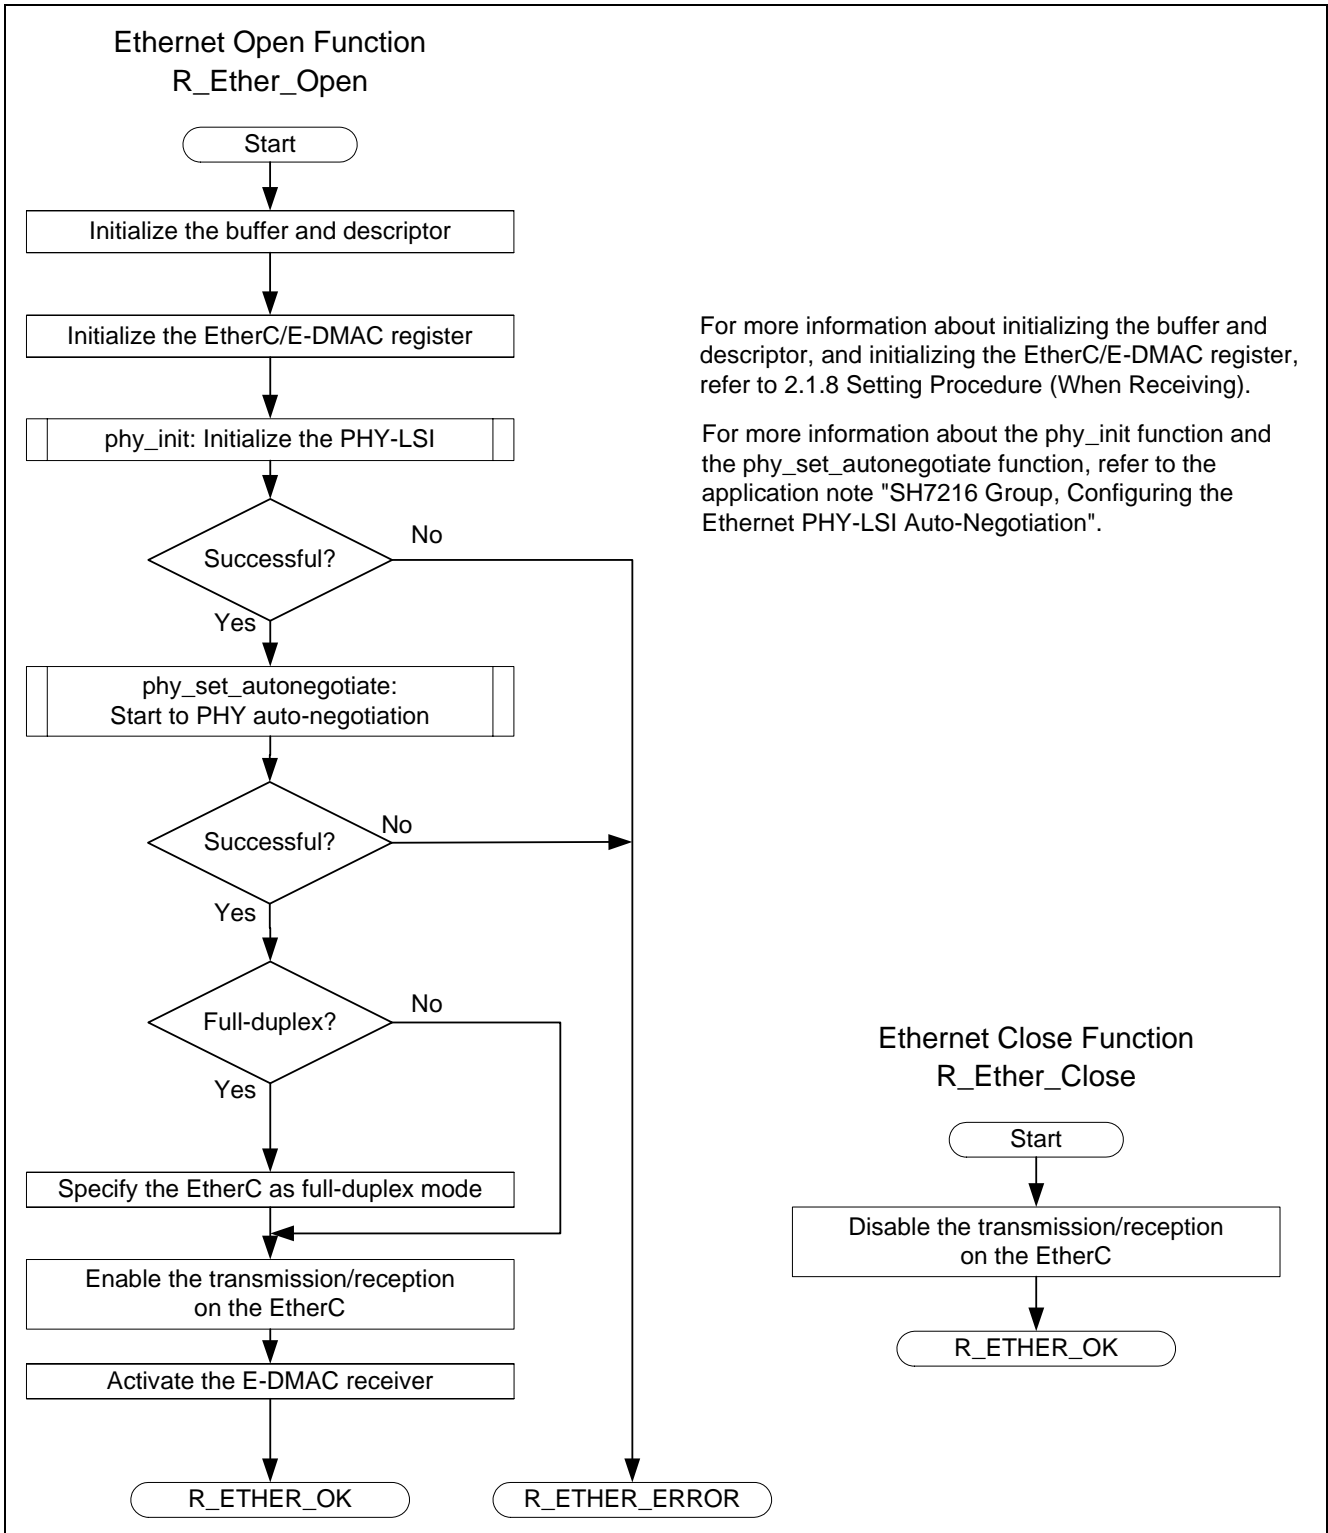 Ethernet Open Function
R_Ether_Open
Start
Initialize the buffer and descriptor
Initialize the EtherC/E-DMAC register
phy_init: Initialize the PHY-LSI
Successful?
No
Yes
phy_set_autonegotiate:
Start to PHY auto-negotiation
Successful?
No
Yes
Full-duplex?
No
Yes
Specify the EtherC as full-duplex mode
Enable the transmission/reception
on the EtherC
Activate the E-DMAC receiver
R_ETHER_OK
R_ETHER_ERROR
For more information about initializing the buffer and
descriptor, and initializing the EtherC/E-DMAC register,
refer to 2.1.8 Setting Procedure (When Receiving).
For more information about the phy_init function and
the phy_set_autonegotiate function, refer to the
application note "SH7216 Group, Configuring the
Ethernet PHY-LSI Auto-Negotiation".
Ethernet Close Function
R_Ether_Close
Start
Disable the transmission/reception
on the EtherC
R_ETHER_OK